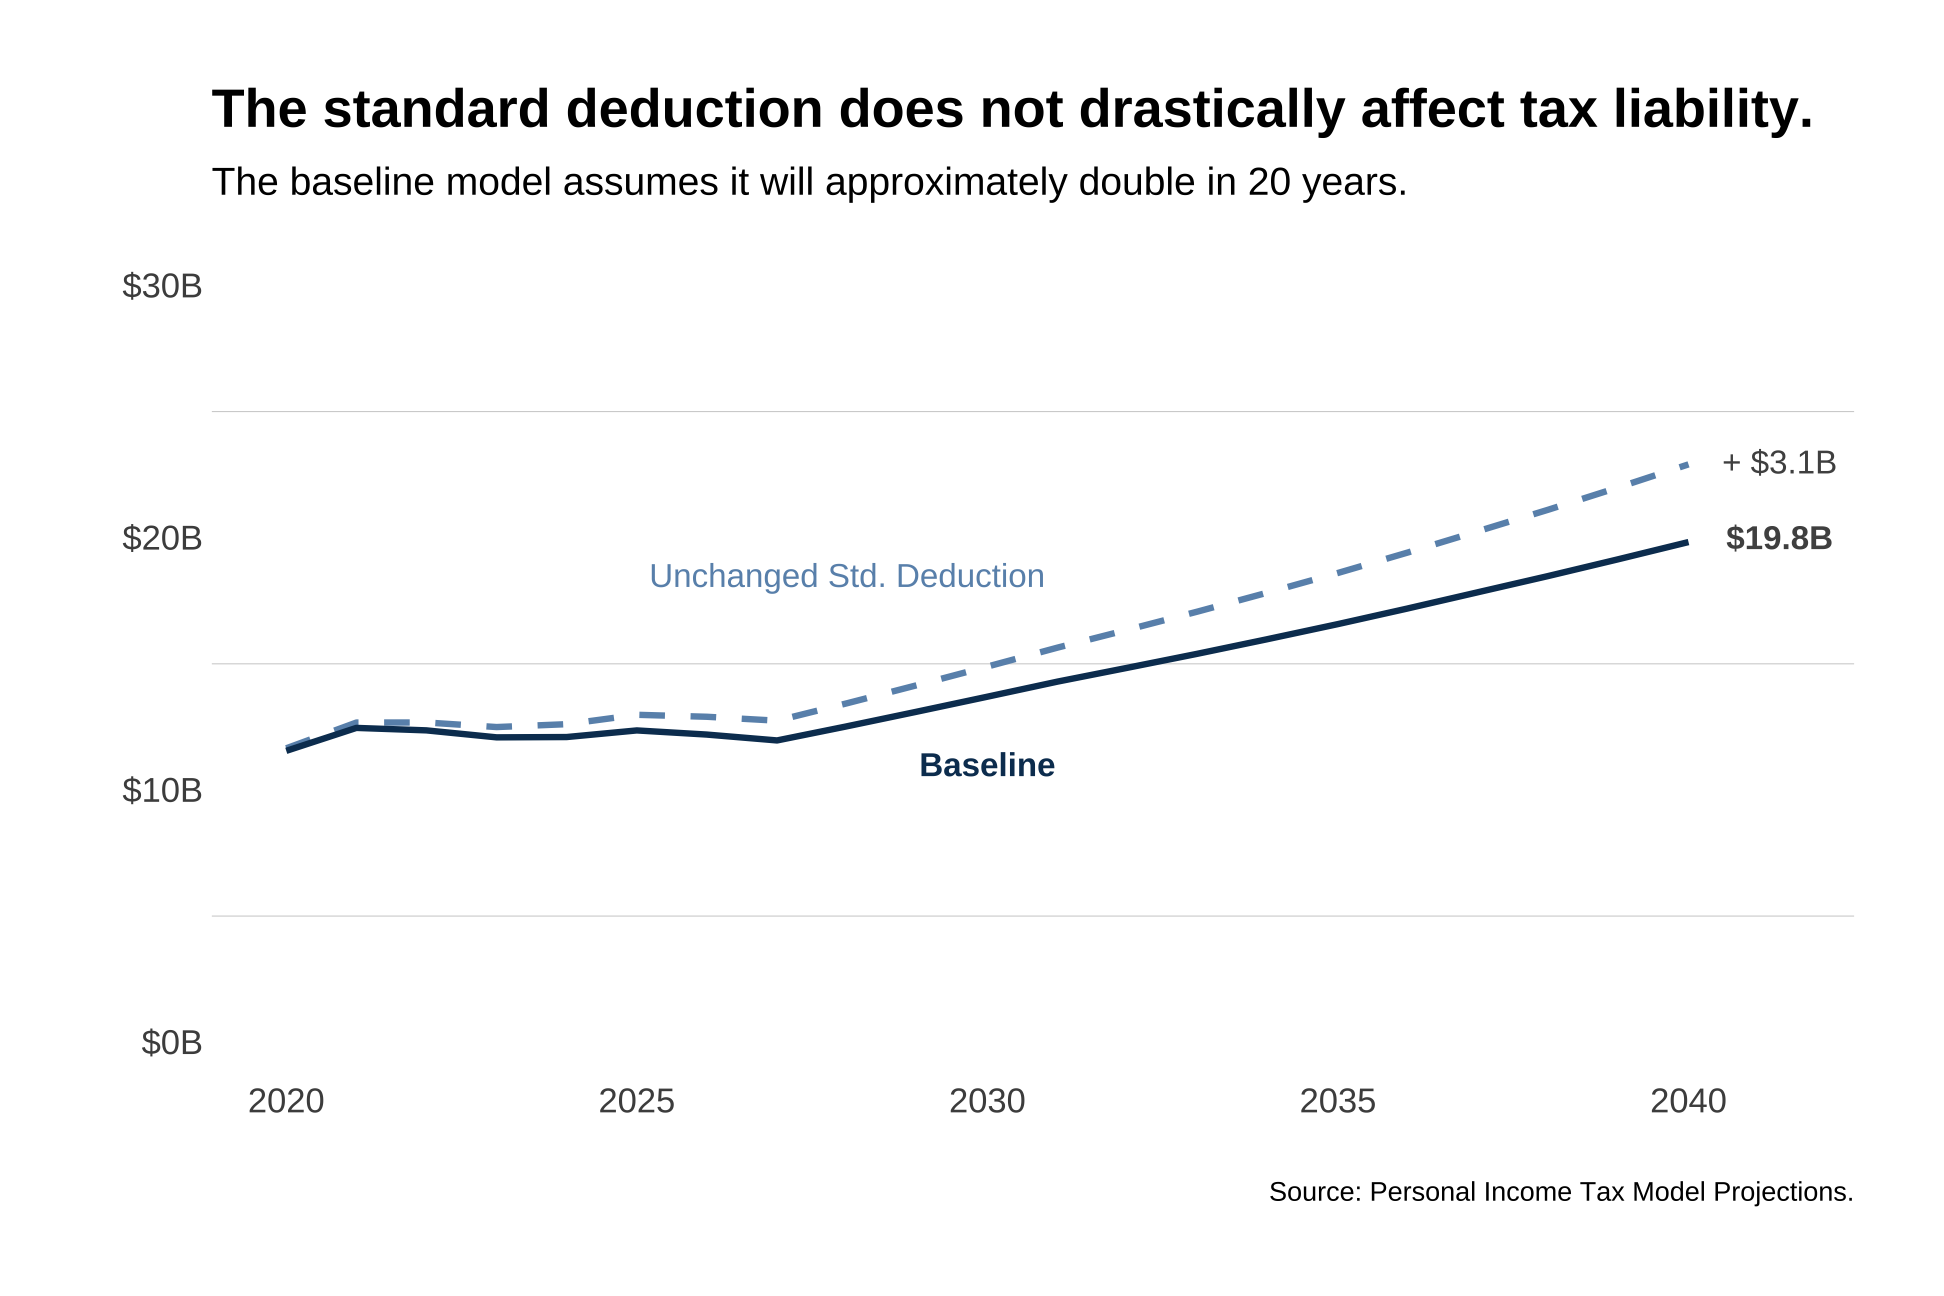 The standard deduction does not drastically affect tax liability.
The baseline model assumes it will approximately double in 20 years.
$30B
+ $3.1B
$20B
$19.8B
Unchanged Std. Deduction
Baseline
$10B
$0B
2020 2025 2030 2035 2040
Source: Personal Income Tax Model Projections.